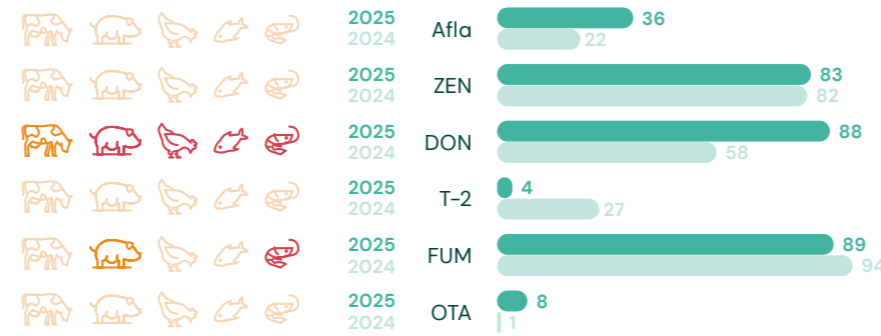 2025 Afla 36
2024 22
2025 ZEN 83
2024 82
2025 DON 88
2024 58
2025 T-2 4
2024 27
2025 FUM 89
2024 94
2025 OTA 8
2024 1